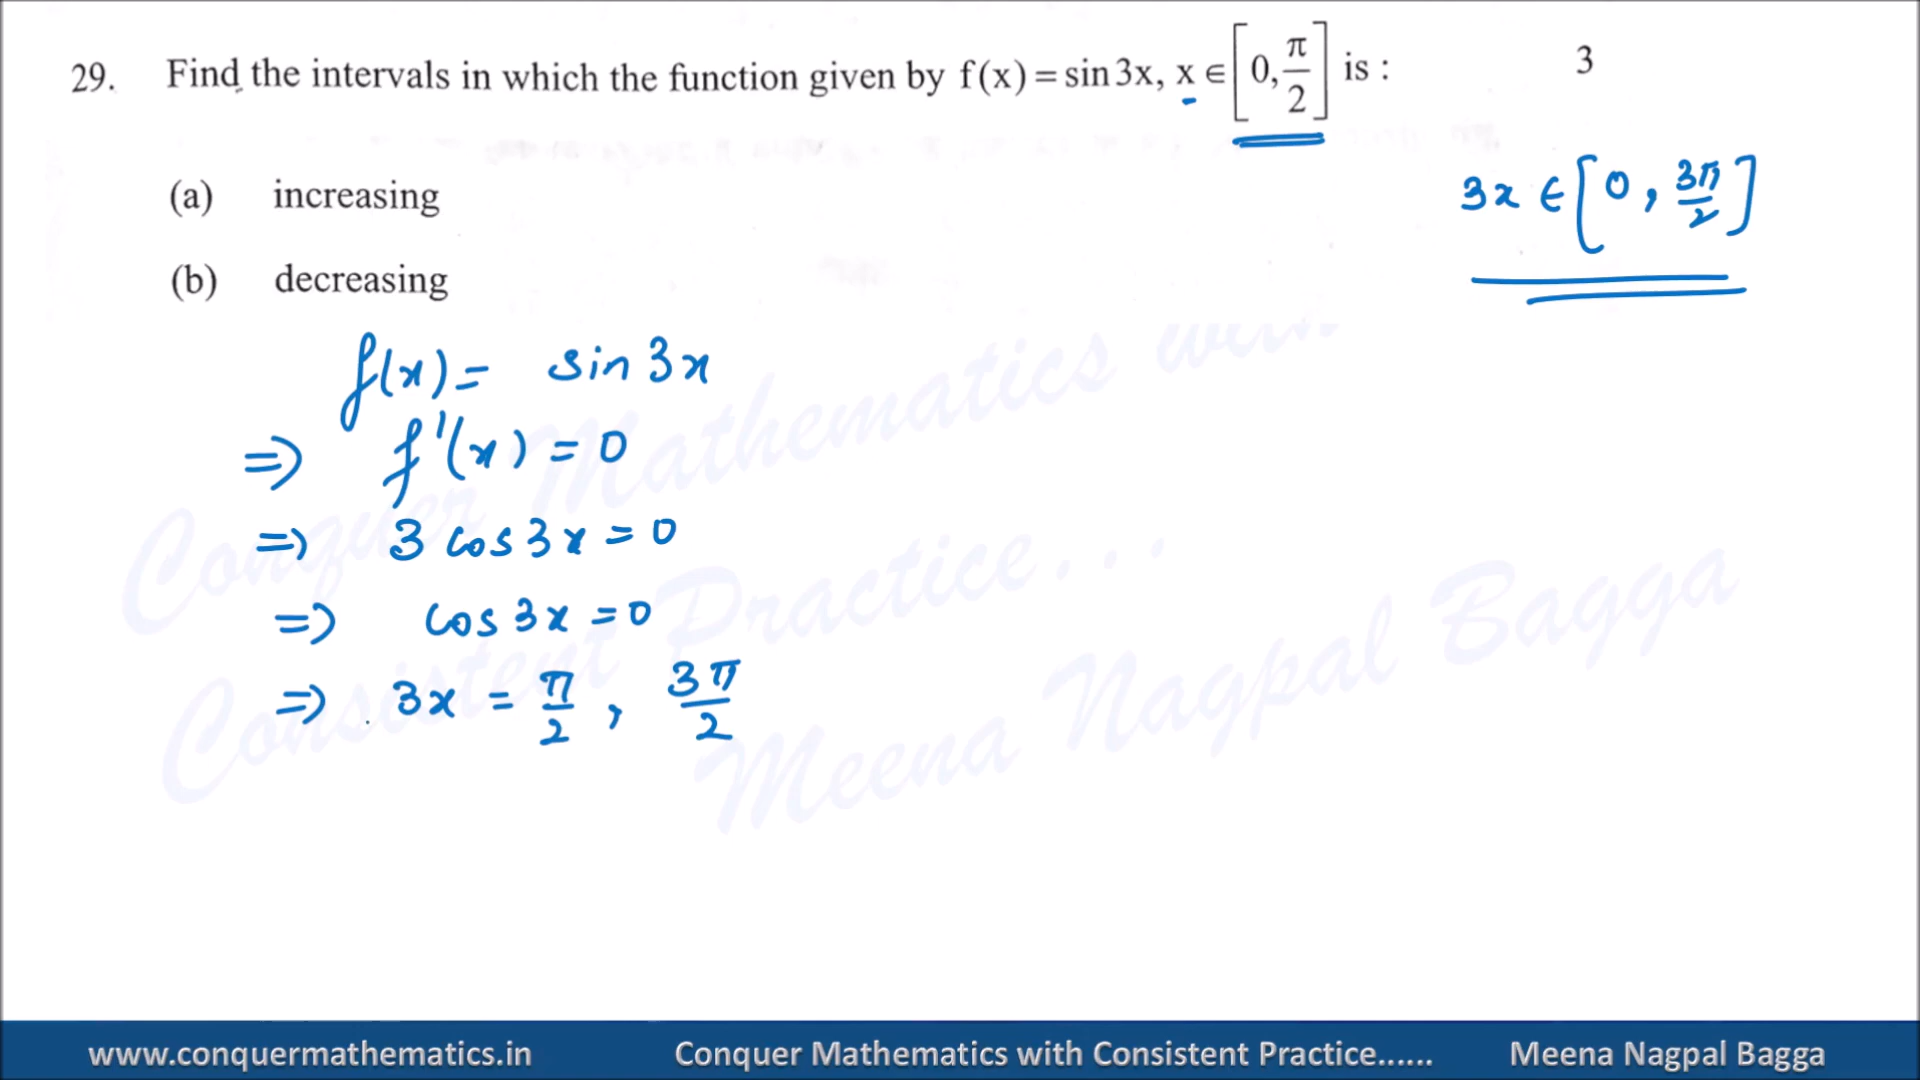 29. Find the intervals in which the function given by f(x) = sin 3x, x ∈ [0, π/2] is : 3
3x ∈ [0, 3π/2]
(a) increasing
(b) decreasing
f(x) = sin 3x
⇒ f'(x) = 0
⇒ 3 cos 3x = 0
⇒ cos 3x = 0
⇒ 3x = π/2, 3π/2
Conquer Mathematics with
Consistent Practice...
Meena Nagpal Bagga
www.conquermathematics.in Conquer Mathematics with Consistent Practice...... Meena Nagpal Bagga